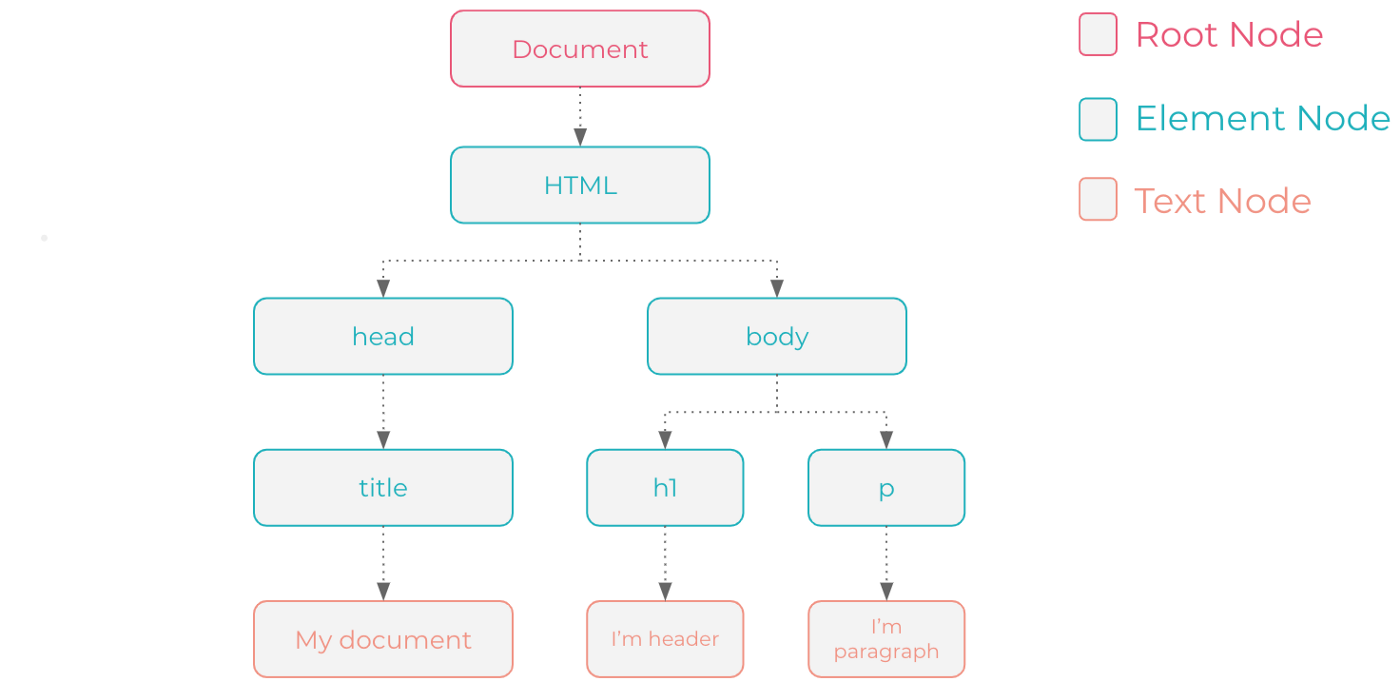 Document
Root Node
Element Node
HTML
Text Node
head
body
title
h1
p
My document
I’m header
I’m
paragraph